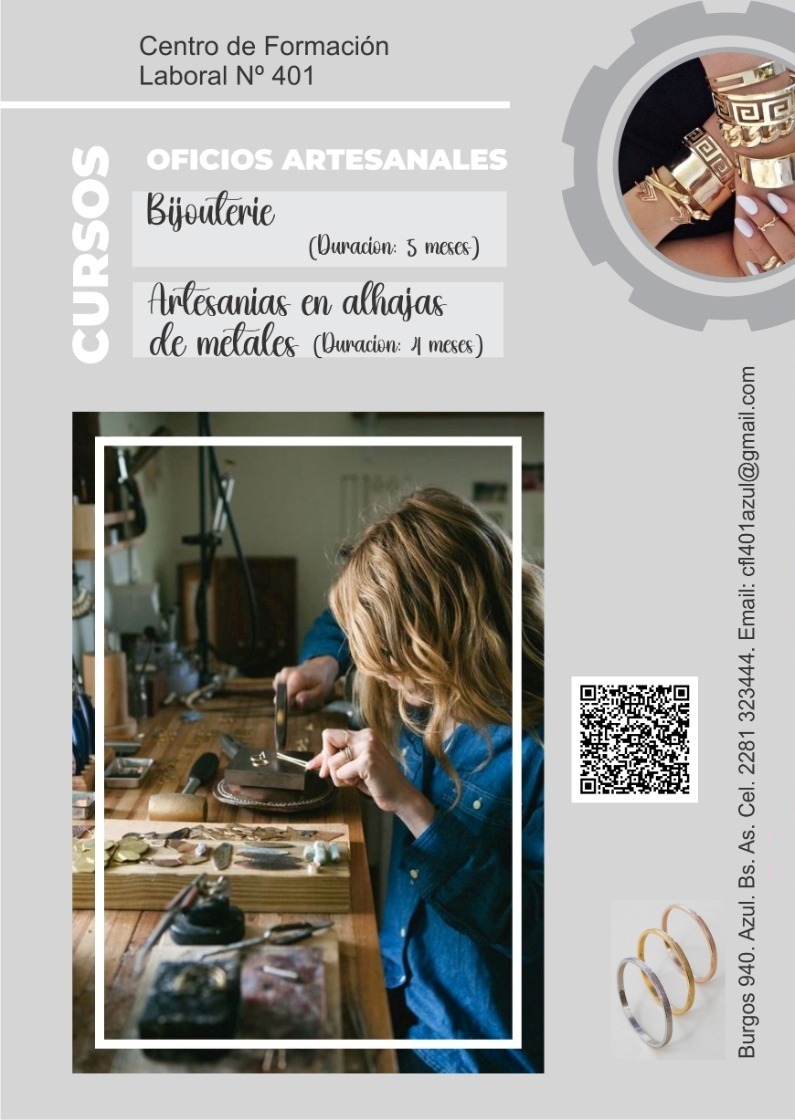 Centro de Formación
Laboral Nº 401
CURSOS
OFICIOS ARTESANALES
Bijouterie
(Duracion: 5 meses)
Artesanias en alhajas
de metales (Duracion: 4 meses)
Burgos 940. Azul. Bs. As. Cel. 2281 323444. Email: cfl401azul@gmail.com